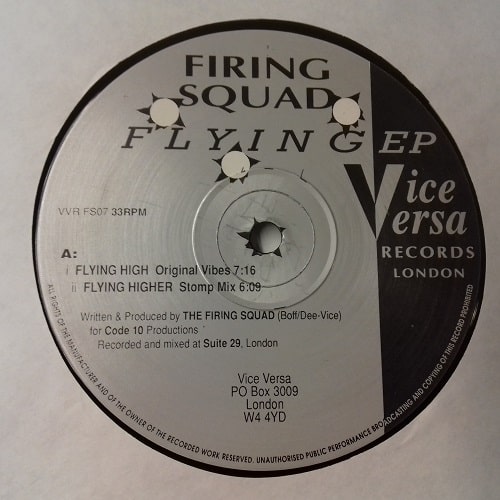 FIRING
SQUAD
FLYING EP
Vice
Versa
RECORDS
LONDON
VVR FS07 33RPM
A:
i FLYING HIGH Original Vibes 7:16
ii FLYING HIGHER Stomp Mix 6:09
Written & Produced by THE FIRING SQUAD (Boff/Dee-Vice)
for Code 10 Productions
Recorded and mixed at Suite 29, London
Vice Versa
PO Box 3009
London
W4 4YD
ALL RIGHTS OF THE MANUFACTURER AND OF THE OWNER OF THE RECORDED WORK RESERVED. UNAUTHORISED PUBLIC PERFORMANCE BROADCASTING AND COPYING OF THIS RECORD PROHIBITED